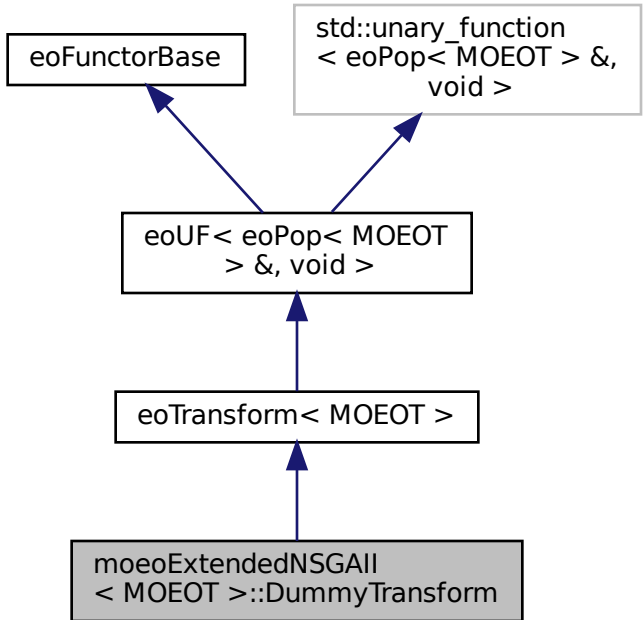 std::unary_function
< eoPop< MOEOT > &,
void >
eoFunctorBase
eoUF< eoPop< MOEOT
> &, void >
eoTransform< MOEOT >
moeoExtendedNSGAII
< MOEOT >::DummyTransform